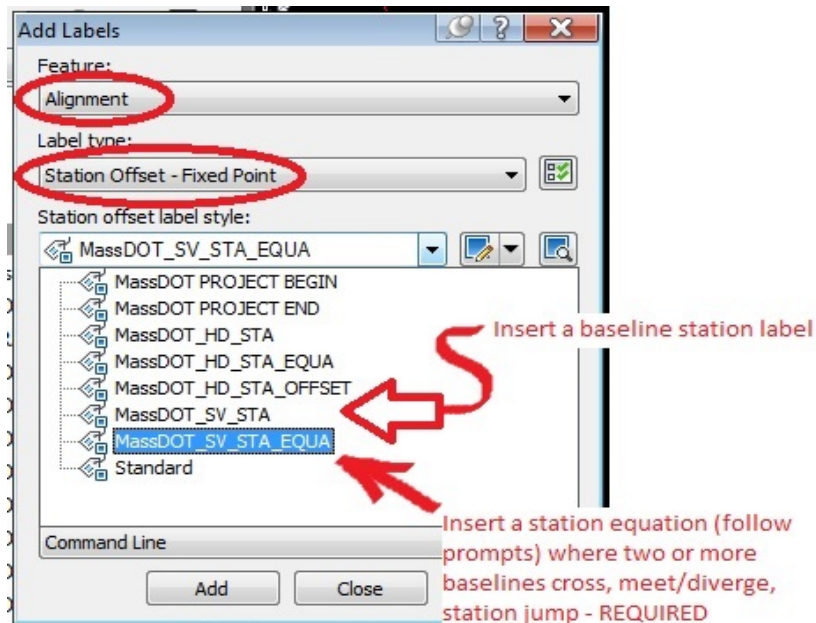 Add Labels
Feature:
Alignment
Label type:
Station Offset - Fixed Point
Station offset label style:
MassDOT_SV_STA_EQUA
MassDOT PROJECT BEGIN
MassDOT PROJECT END
MassDOT_HD_STA
MassDOT_HD_STA_EQUA
MassDOT_HD_STA_OFFSET
MassDOT_SV_STA
MassDOT_SV_STA_EQUA
Standard
Insert a baseline station label
Insert a station equation (follow
prompts) where two or more
baselines cross, meet/diverge,
station jump - REQUIRED
Command Line
Add
Close